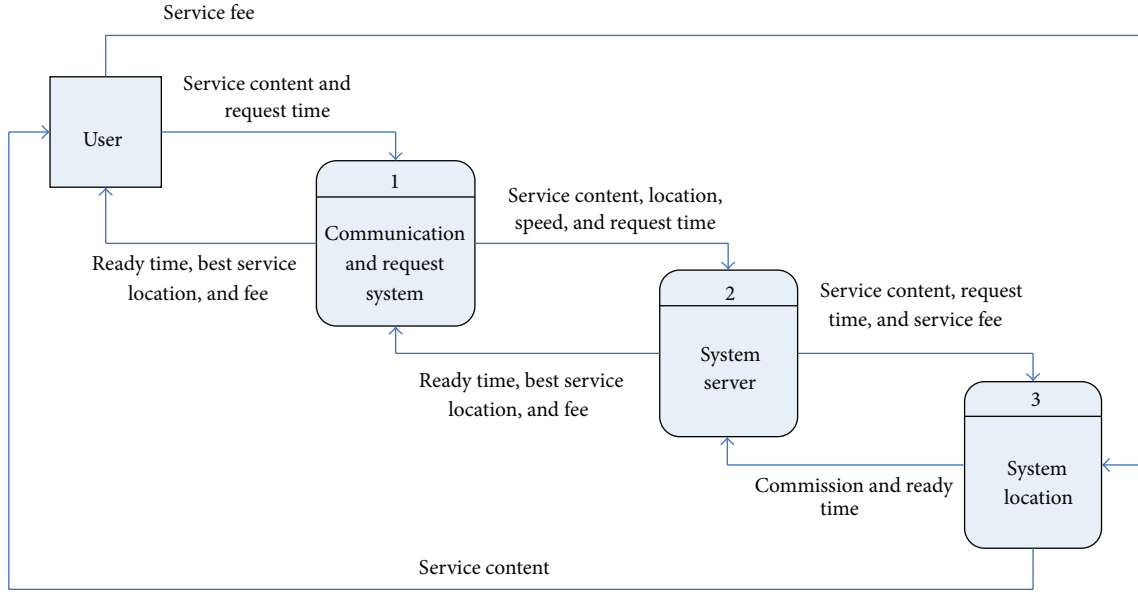 Service fee
Service content and
request time
User
1
Communication
and request
system
Service content, location,
speed, and request time
Ready time, best service
location, and fee
2
System
server
Service content, request
time, and service fee
Ready time, best service
location, and fee
3
System
location
Commission and ready
time
Service content